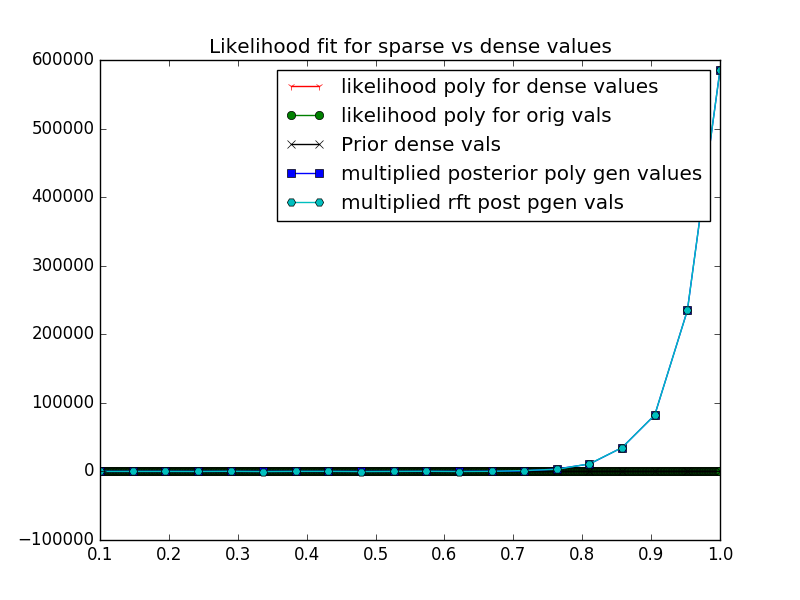 Likelihood fit for sparse vs dense values
600000
500000
400000
300000
200000
100000
0
−100000
likelihood poly for dense values
likelihood poly for orig vals
Prior dense vals
multiplied posterior poly gen values
multiplied rft post pgen vals
0.1 0.2 0.3 0.4 0.5 0.6 0.7 0.8 0.9 1.0